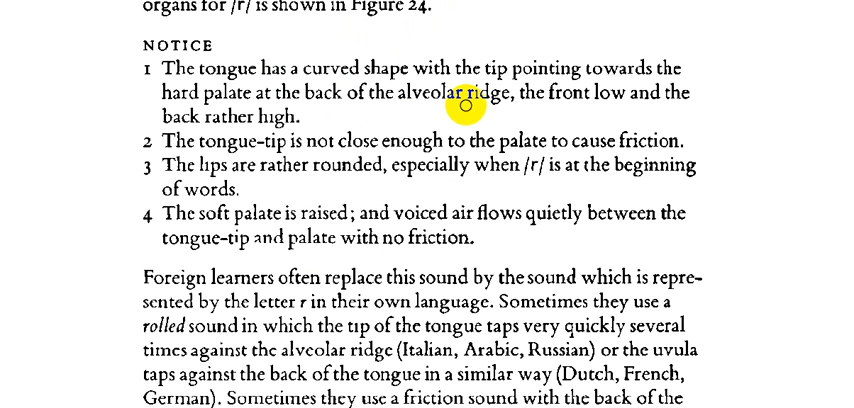 organs for /r/ is shown in Figure 24.
NOTICE
1 The tongue has a curved shape with the tip pointing towards the
hard palate at the back of the alveolar ridge, the front low and the
back rather high.
2 The tongue-tip is not close enough to the palate to cause friction.
3 The lips are rather rounded, especially when /r/ is at the beginning
of words.
4 The soft palate is raised; and voiced air flows quietly between the
tongue-tip and palate with no friction.
Foreign learners often replace this sound by the sound which is repre-
sented by the letter r in their own language. Sometimes they use a
rolled sound in which the tip of the tongue taps very quickly several
times against the alveolar ridge (Italian, Arabic, Russian) or the uvula
taps against the back of the tongue in a similar way (Dutch, French,
German). Sometimes they use a friction sound with the back of the